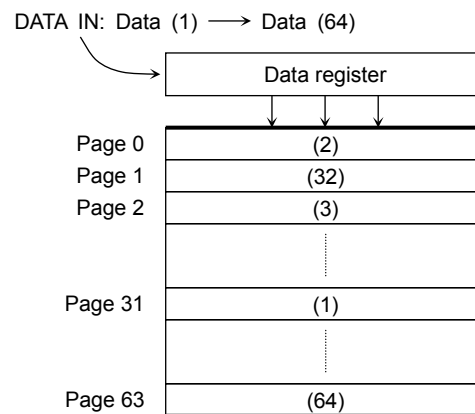 DATA IN: Data (1) → Data (64)
Data register
Page 0 (2)
Page 1 (32)
Page 2 (3)
Page 31 (1)
Page 63 (64)